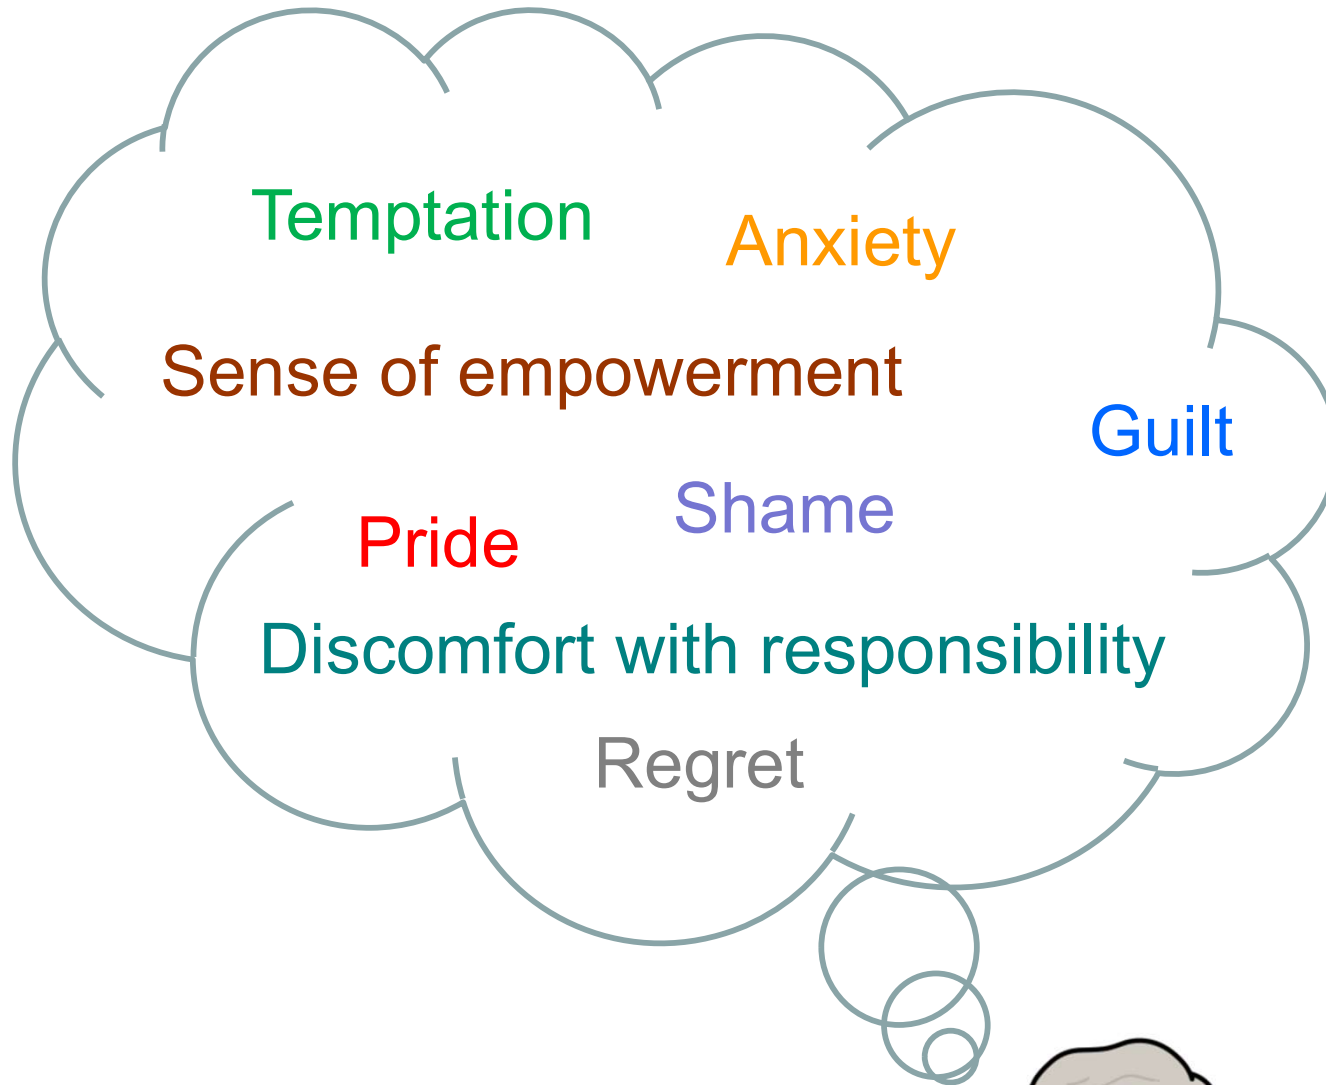 Temptation
Anxiety
Sense of empowerment
Guilt
Shame
Pride
Discomfort with responsibility
Regret